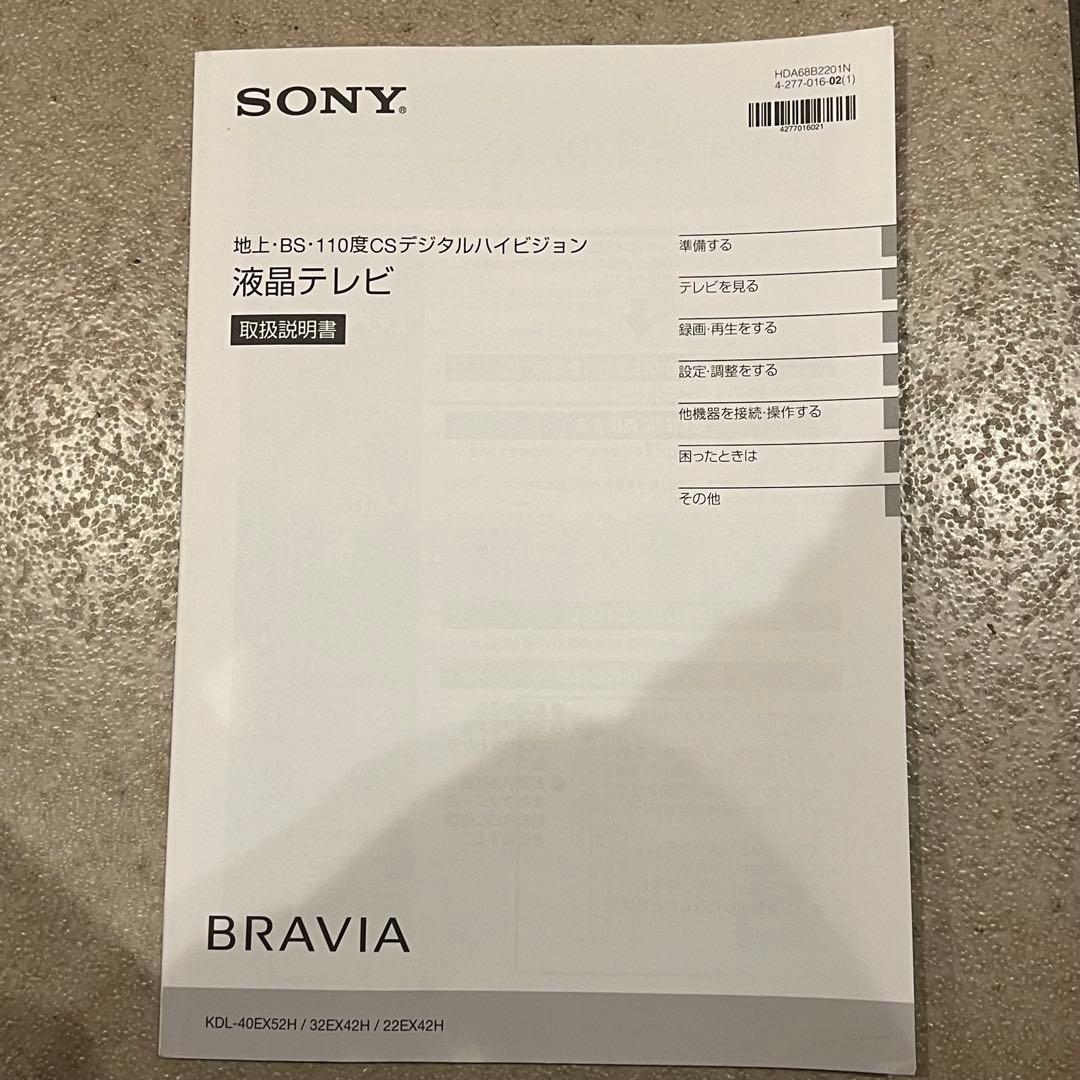 SONY®
HDA68B2201N
4-277-016-02(1)
4277016021
地上・BS・110度CSデジタルハイビジョン
液晶テレビ
取扱説明書
準備する
テレビを見る
録画・再生をする
設定・調整をする
他機器を接続・操作する
困ったときは
その他
BRAVIA
KDL-40EX52H / 32EX42H / 22EX42H